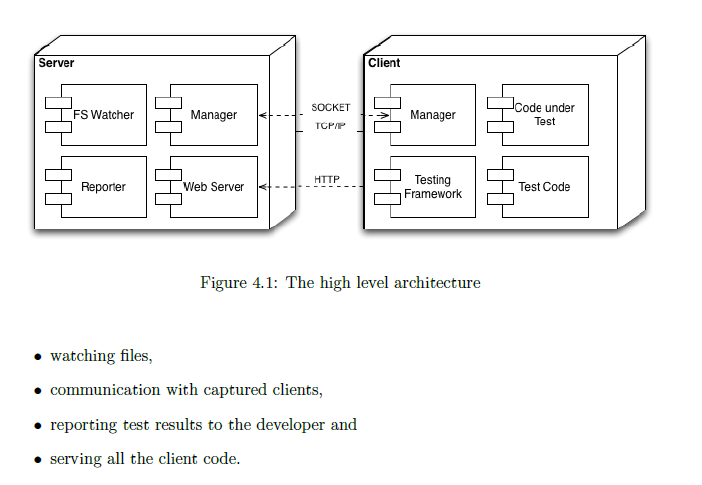 Server
Client
FS Watcher
Manager
SOCKET
TCP/IP
Manager
Code under
Test
Reporter
Web Server
HTTP
Testing
Framework
Test Code
Figure 4.1: The high level architecture
• watching files,
• communication with captured clients,
• reporting test results to the developer and
• serving all the client code.